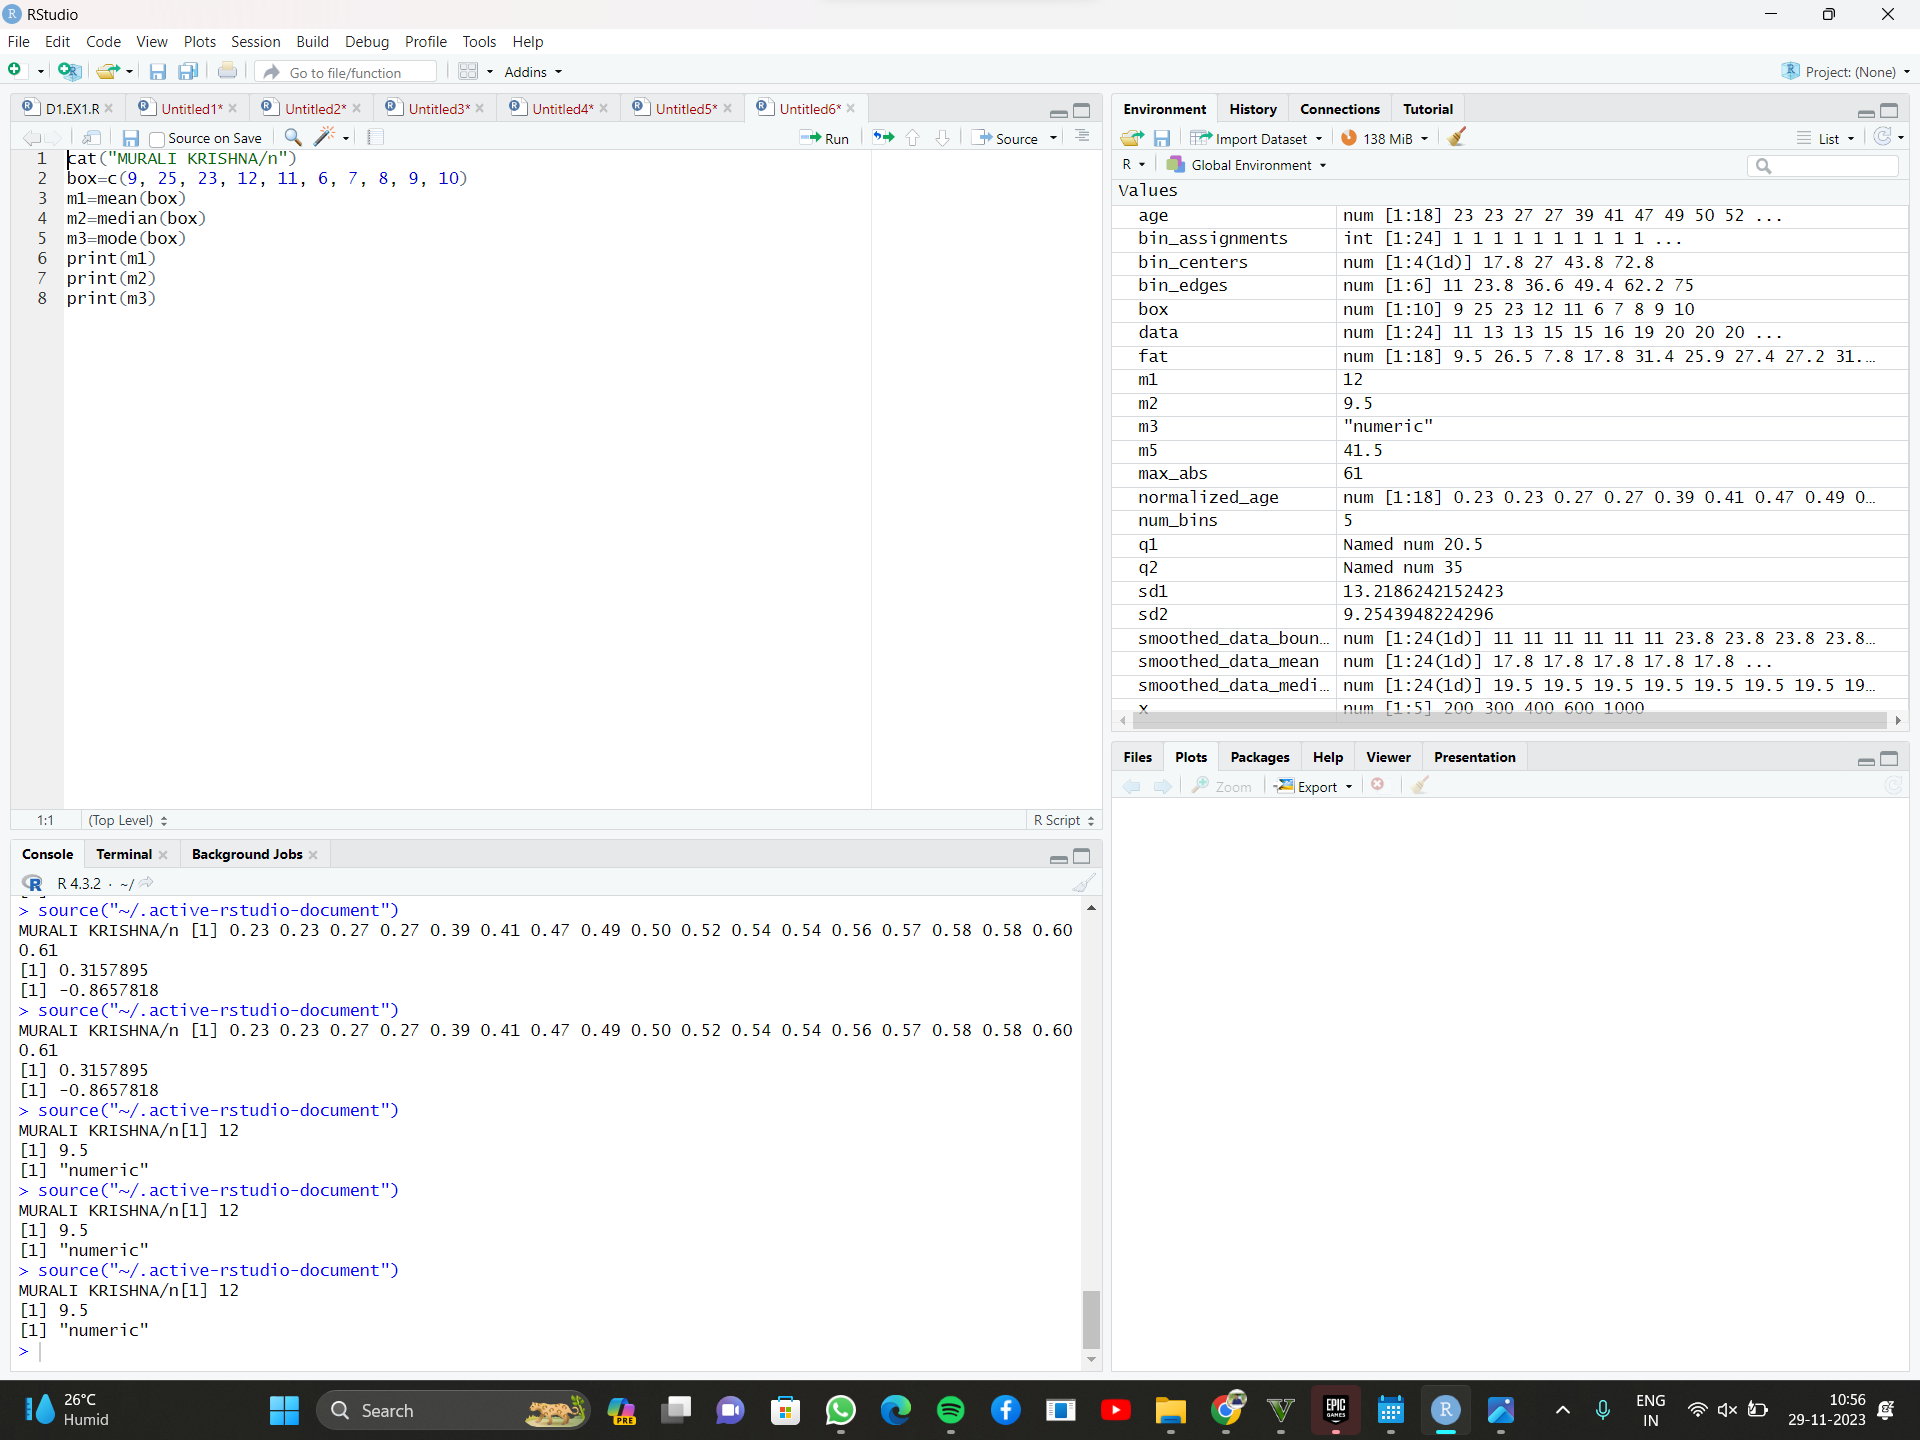 RStudio
File Edit Code View Plots Session Build Debug Profile Tools Help
Go to file/function Addins Project: (None)
D1.EX1.R Untitled1* Untitled2* Untitled3* Untitled4* Untitled5* Untitled6*
Source on Save Run Source
1 cat("MURALI KRISHNA/n")
2 box=c(9, 25, 23, 12, 11, 6, 7, 8, 9, 10)
3 m1=mean(box)
4 m2=median(box)
5 m3=mode(box)
6 print(m1)
7 print(m2)
8 print(m3)
1:1 (Top Level) R Script
Console Terminal Background Jobs
R 4.3.2 · ~/
> source("~/.active-rstudio-document")
MURALI KRISHNA/n [1] 0.23 0.23 0.27 0.27 0.39 0.41 0.47 0.49 0.50 0.52 0.54 0.54 0.56 0.57 0.58 0.58 0.60
0.61
[1] 0.3157895
[1] -0.8657818
> source("~/.active-rstudio-document")
MURALI KRISHNA/n [1] 0.23 0.23 0.27 0.27 0.39 0.41 0.47 0.49 0.50 0.52 0.54 0.54 0.56 0.57 0.58 0.58 0.60
0.61
[1] 0.3157895
[1] -0.8657818
> source("~/.active-rstudio-document")
MURALI KRISHNA/n[1] 12
[1] 9.5
[1] "numeric"
> source("~/.active-rstudio-document")
MURALI KRISHNA/n[1] 12
[1] 9.5
[1] "numeric"
> source("~/.active-rstudio-document")
MURALI KRISHNA/n[1] 12
[1] 9.5
[1] "numeric"
>
Environment History Connections Tutorial
Import Dataset 138 MiB List
R Global Environment
Values
age num [1:18] 23 23 27 27 39 41 47 49 50 52 ...
bin_assignments int [1:24] 1 1 1 1 1 1 1 1 1 1 ...
bin_centers num [1:4(1d)] 17.8 27 43.8 72.8
bin_edges num [1:6] 11 23.8 36.6 49.4 62.2 75
box num [1:10] 9 25 23 12 11 6 7 8 9 10
data num [1:24] 11 13 13 15 15 16 19 20 20 20 ...
fat num [1:18] 9.5 26.5 7.8 17.8 31.4 25.9 27.4 27.2 31...
m1 12
m2 9.5
m3 "numeric"
m5 41.5
max_abs 61
normalized_age num [1:18] 0.23 0.23 0.27 0.27 0.39 0.41 0.47 0.49 0...
num_bins 5
q1 Named num 20.5
q2 Named num 35
sd1 13.2186242152423
sd2 9.2543948224296
smoothed_data_boun... num [1:24(1d)] 11 11 11 11 11 11 23.8 23.8 23.8 23.8...
smoothed_data_mean num [1:24(1d)] 17.8 17.8 17.8 17.8 17.8 ...
smoothed_data_medi... num [1:24(1d)] 19.5 19.5 19.5 19.5 19.5 19.5 19.5 19...
x num [1:5] 200 300 400 600 1000
Files Plots Packages Help Viewer Presentation
Zoom Export
26°C
Humid
Search
PRE
EPIC
GAMES
ENG
IN
10:56
29-11-2023